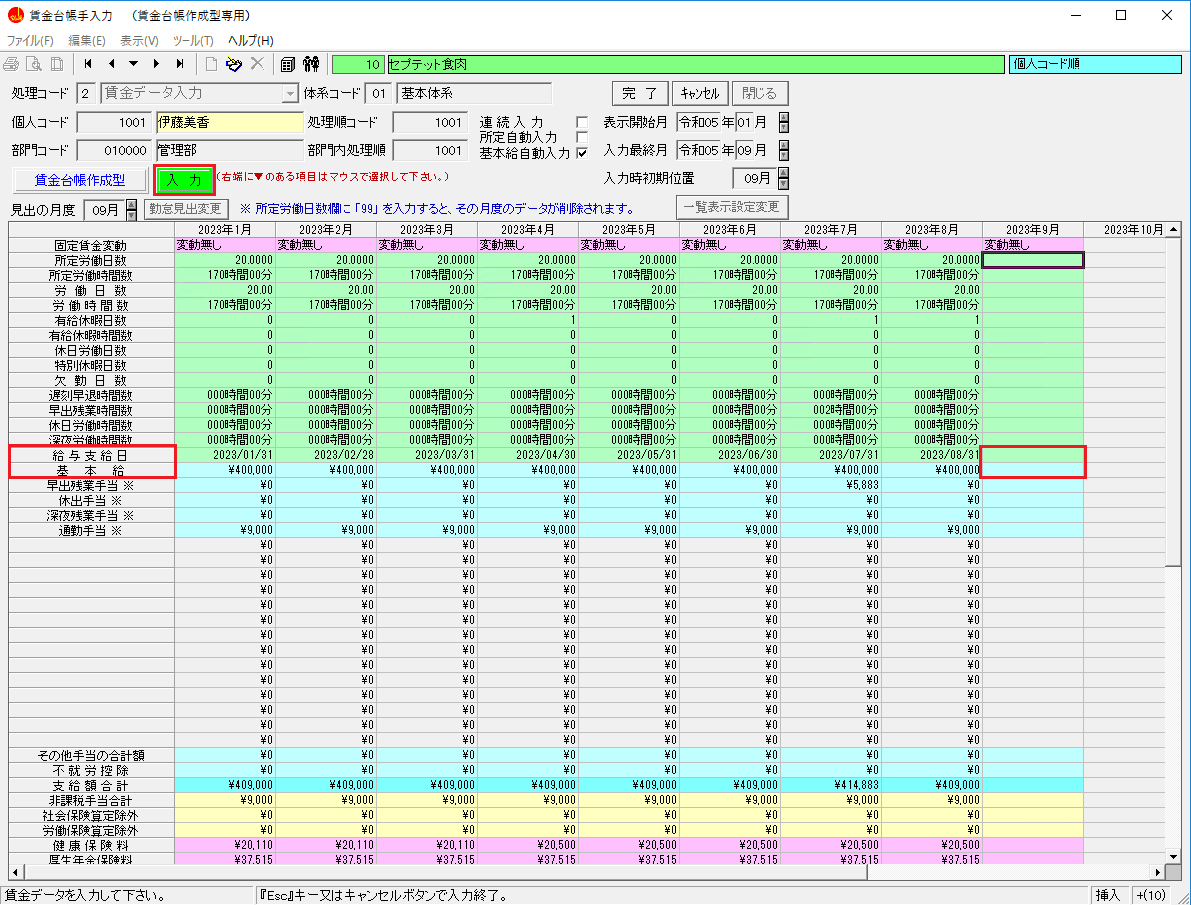 賃金台帳手入力　（賃金台帳作成型専用）
ファイル(F) 編集(E) 表示(V) ツール(T) ヘルプ(H)
10 セプテット食肉 個人コード順
処理コード 2 賃金データ入力 体系コード 01 基本体系 完 了 ｷｬﾝｾﾙ 閉じる
個人コード 1001 伊藤美香 処理順コード 1001 連 続 入 力 表示開始月 令和05 年 01 月
所定自動入力
部門コード 010000 管理部 部門内処理順 1001 基本給自動入力 入力最終月 令和05 年 09 月
賃金台帳作成型 入 力 (右端に▼のある項目はマウスで選択して下さい。) 入力時初期位置 09月
見出の月度 09月 勤怠見出変更 ※ 所定労働日数欄に「99」を入力すると、その月度のデータが削除されます。 一覧表示設定変更
2023年1月 2023年2月 2023年3月 2023年4月 2023年5月 2023年6月 2023年7月 2023年8月 2023年9月 2023年10月
固定賃金変動 変動無し 変動無し 変動無し 変動無し 変動無し 変動無し 変動無し 変動無し 変動無し
所定労働日数 20.0000 20.0000 20.0000 20.0000 20.0000 20.0000 20.0000 20.0000
所定労働時間数 170時間00分 170時間00分 170時間00分 170時間00分 170時間00分 170時間00分 170時間00分 170時間00分
労 働 日 数 20.00 20.00 20.00 20.00 20.00 20.00 20.00 20.00
労 働 時 間 数 170時間00分 170時間00分 170時間00分 170時間00分 170時間00分 170時間00分 170時間00分 170時間00分
有給休暇日数 0 0 0 1 0 0 1 1
有給休暇時間数 0 0 0 0 0 0 0 0
休日労働日数 0 0 0 0 0 0 0 0
特別休暇日数 0 0 0 0 0 0 0 0
欠 勤 日 数 0 0 0 0 0 0 0 0
遅刻早退時間数 000時間00分 000時間00分 000時間00分 000時間00分 000時間00分 000時間00分 000時間00分 000時間00分
早出残業時間数 000時間00分 000時間00分 000時間00分 000時間00分 000時間00分 000時間00分 002時間00分 000時間00分
休日労働時間数 000時間00分 000時間00分 000時間00分 000時間00分 000時間00分 000時間00分 000時間00分 000時間00分
深夜労働時間数 000時間00分 000時間00分 000時間00分 000時間00分 000時間00分 000時間00分 000時間00分 000時間00分
給 与 支 給 日 2023/01/31 2023/02/28 2023/03/31 2023/04/30 2023/05/31 2023/06/30 2023/07/31 2023/08/31
基 本 給 ¥400,000 ¥400,000 ¥400,000 ¥400,000 ¥400,000 ¥400,000 ¥400,000 ¥400,000
早出残業手当 ※ ¥0 ¥0 ¥0 ¥0 ¥0 ¥0 ¥5,883 ¥0
休出手当 ※ ¥0 ¥0 ¥0 ¥0 ¥0 ¥0 ¥0 ¥0
深夜残業手当 ※ ¥0 ¥0 ¥0 ¥0 ¥0 ¥0 ¥0 ¥0
通勤手当 ※ ¥9,000 ¥9,000 ¥9,000 ¥9,000 ¥9,000 ¥9,000 ¥9,000 ¥9,000
¥0 ¥0 ¥0 ¥0 ¥0 ¥0 ¥0 ¥0
¥0 ¥0 ¥0 ¥0 ¥0 ¥0 ¥0 ¥0
¥0 ¥0 ¥0 ¥0 ¥0 ¥0 ¥0 ¥0
¥0 ¥0 ¥0 ¥0 ¥0 ¥0 ¥0 ¥0
¥0 ¥0 ¥0 ¥0 ¥0 ¥0 ¥0 ¥0
¥0 ¥0 ¥0 ¥0 ¥0 ¥0 ¥0 ¥0
¥0 ¥0 ¥0 ¥0 ¥0 ¥0 ¥0 ¥0
¥0 ¥0 ¥0 ¥0 ¥0 ¥0 ¥0 ¥0
¥0 ¥0 ¥0 ¥0 ¥0 ¥0 ¥0 ¥0
¥0 ¥0 ¥0 ¥0 ¥0 ¥0 ¥0 ¥0
¥0 ¥0 ¥0 ¥0 ¥0 ¥0 ¥0 ¥0
¥0 ¥0 ¥0 ¥0 ¥0 ¥0 ¥0 ¥0
¥0 ¥0 ¥0 ¥0 ¥0 ¥0 ¥0 ¥0
¥0 ¥0 ¥0 ¥0 ¥0 ¥0 ¥0 ¥0
その他手当の合計額 ¥0 ¥0 ¥0 ¥0 ¥0 ¥0 ¥0 ¥0
不 就 労 控 除 ¥0 ¥0 ¥0 ¥0 ¥0 ¥0 ¥0 ¥0
支 給 額 合 計 ¥409,000 ¥409,000 ¥409,000 ¥409,000 ¥409,000 ¥409,000 ¥414,883 ¥409,000
非課税手当合計 ¥9,000 ¥9,000 ¥9,000 ¥9,000 ¥9,000 ¥9,000 ¥9,000 ¥9,000
社会保険算定除外 ¥0 ¥0 ¥0 ¥0 ¥0 ¥0 ¥0 ¥0
労働保険算定除外 ¥0 ¥0 ¥0 ¥0 ¥0 ¥0 ¥0 ¥0
健 康 保 険 料 ¥20,110 ¥20,110 ¥20,110 ¥20,500 ¥20,500 ¥20,500 ¥20,500 ¥20,500
厚生年金保険料 ¥37,515 ¥37,515 ¥37,515 ¥37,515 ¥37,515 ¥37,515 ¥37,515 ¥37,515
賃金データを入力して下さい。 『Esc』キー又はキャンセルボタンで入力終了。 挿入 +(10)